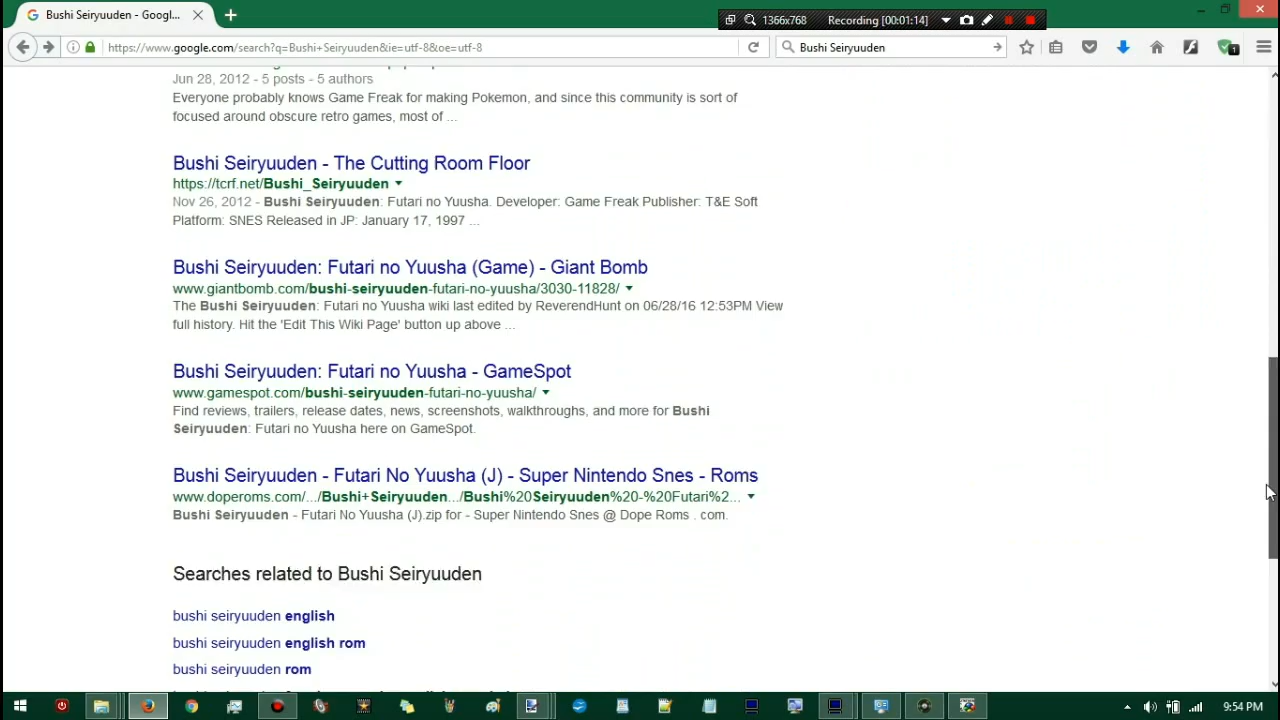 Bushi Seiryuuden - Googl...
1366x768
Recording [00:01:14]
https://www.google.com/search?q=Bushi+Seiryuuden&ie=utf-8&oe=utf-8
Bushi Seiryuuden
1
Jun 28, 2012 - 5 posts - 5 authors
Everyone probably knows Game Freak for making Pokemon, and since this community is sort of
focused around obscure retro games, most of ...
Bushi Seiryuuden - The Cutting Room Floor
https://tcrf.net/Bushi_Seiryuuden
Nov 26, 2012 - Bushi Seiryuuden: Futari no Yuusha. Developer: Game Freak Publisher: T&E Soft
Platform: SNES Released in JP: January 17, 1997 ...
Bushi Seiryuuden: Futari no Yuusha (Game) - Giant Bomb
www.giantbomb.com/bushi-seiryuuden-futari-no-yuusha/3030-11828/
The Bushi Seiryuuden: Futari no Yuusha wiki last edited by ReverendHunt on 06/28/16 12:53PM View
full history. Hit the 'Edit This Wiki Page' button up above ...
Bushi Seiryuuden: Futari no Yuusha - GameSpot
www.gamespot.com/bushi-seiryuuden-futari-no-yuusha/
Find reviews, trailers, release dates, news, screenshots, walkthroughs, and more for Bushi
Seiryuuden: Futari no Yuusha here on GameSpot.
Bushi Seiryuuden - Futari No Yuusha (J) - Super Nintendo Snes - Roms
www.doperoms.com/.../Bushi+Seiryuuden.../Bushi%20Seiryuuden%20-%20Futari%2...
Bushi Seiryuuden - Futari No Yuusha (J).zip for - Super Nintendo Snes @ Dope Roms . com.
Searches related to Bushi Seiryuuden
bushi seiryuuden english
bushi seiryuuden english rom
bushi seiryuuden rom
9:54 PM